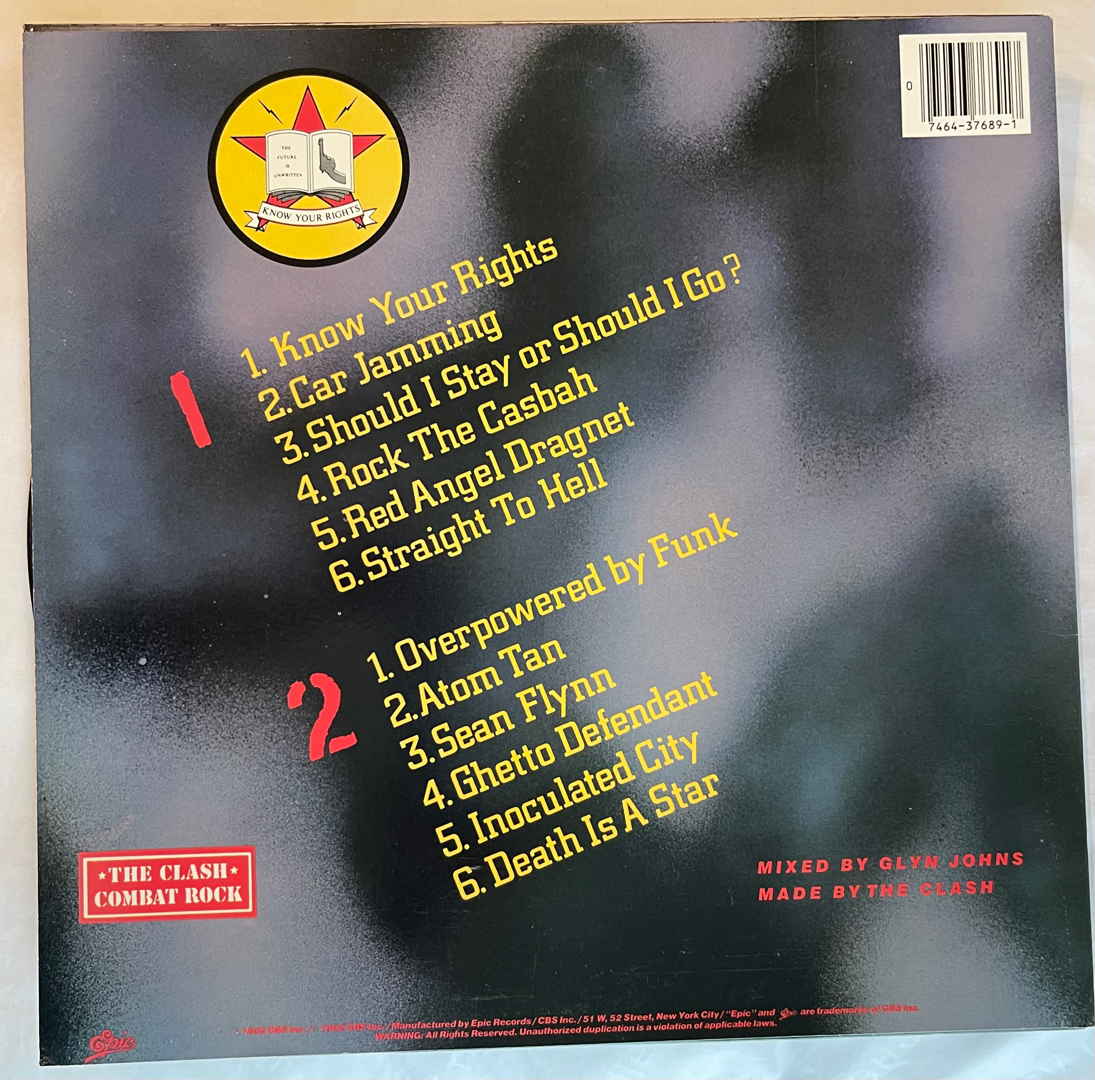 0
7464-37689-1
THE
FUTURE
IS
UNWRITTEN
KNOW YOUR RIGHTS
1
1. Know Your Rights
2. Car Jamming
3. Should I Stay or Should I Go?
4. Rock The Casbah
5. Red Angel Dragnet
6. Straight To Hell
2
1. Overpowered by Funk
2. Atom Tan
3. Sean Flynn
4. Ghetto Defendant
5. Inoculated City
6. Death Is A Star
★THE CLASH★
COMBAT ROCK
MIXED BY GLYN JOHNS
MADE BY THE CLASH
Epic
CBS Inc. / CBS Inc. / Manufactured by Epic Records / CBS Inc. / 51 W, 52 Street, New York City / "Epic" and Epic are trademarks of CBS Inc.
WARNING: All Rights Reserved. Unauthorized duplication is a violation of applicable laws.